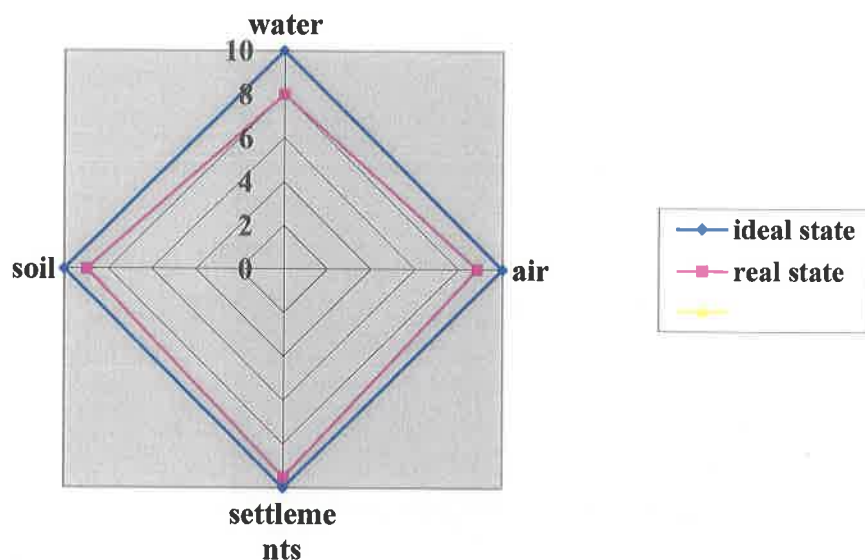 water
10
8
6
4
2
0
soil
air
settleme
nts
ideal state
real state